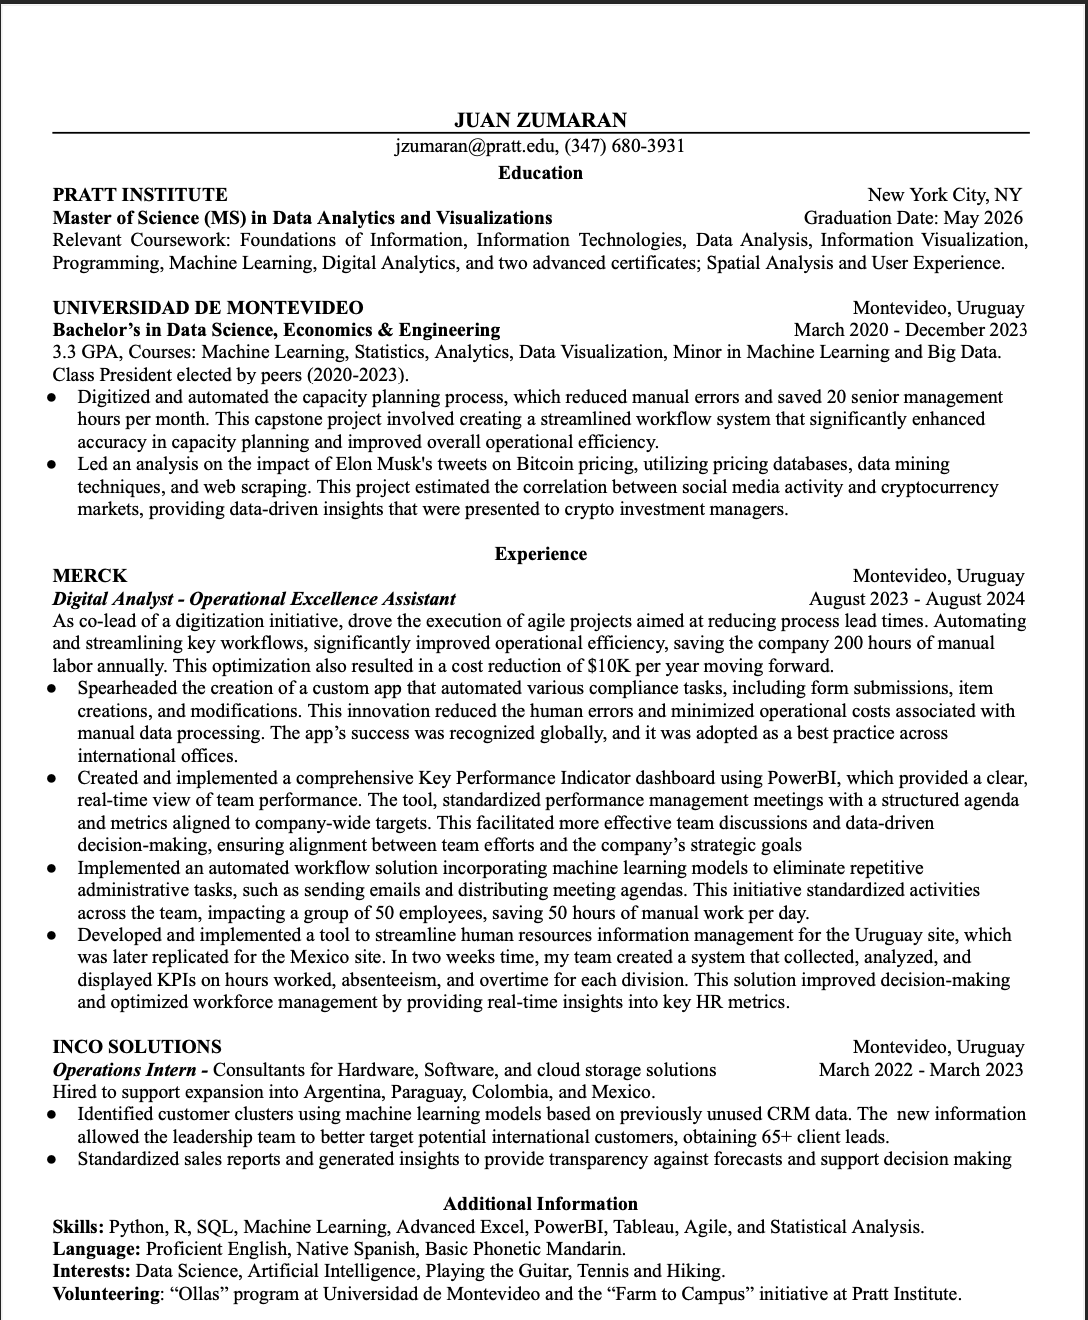 JUAN ZUMARAN
jzumaran@pratt.edu, (347) 680-3931
Education
PRATT INSTITUTE New York City, NY
Master of Science (MS) in Data Analytics and Visualizations Graduation Date: May 2026
Relevant Coursework: Foundations of Information, Information Technologies, Data Analysis, Information Visualization,
Programming, Machine Learning, Digital Analytics, and two advanced certificates; Spatial Analysis and User Experience.
UNIVERSIDAD DE MONTEVIDEO Montevideo, Uruguay
Bachelor’s in Data Science, Economics & Engineering March 2020 - December 2023
3.3 GPA, Courses: Machine Learning, Statistics, Analytics, Data Visualization, Minor in Machine Learning and Big Data.
Class President elected by peers (2020-2023).
● Digitized and automated the capacity planning process, which reduced manual errors and saved 20 senior management
hours per month. This capstone project involved creating a streamlined workflow system that significantly enhanced
accuracy in capacity planning and improved overall operational efficiency.
● Led an analysis on the impact of Elon Musk's tweets on Bitcoin pricing, utilizing pricing databases, data mining
techniques, and web scraping. This project estimated the correlation between social media activity and cryptocurrency
markets, providing data-driven insights that were presented to crypto investment managers.
Experience
MERCK Montevideo, Uruguay
Digital Analyst - Operational Excellence Assistant August 2023 - August 2024
As co-lead of a digitization initiative, drove the execution of agile projects aimed at reducing process lead times. Automating
and streamlining key workflows, significantly improved operational efficiency, saving the company 200 hours of manual
labor annually. This optimization also resulted in a cost reduction of $10K per year moving forward.
● Spearheaded the creation of a custom app that automated various compliance tasks, including form submissions, item
creations, and modifications. This innovation reduced the human errors and minimized operational costs associated with
manual data processing. The app’s success was recognized globally, and it was adopted as a best practice across
international offices.
● Created and implemented a comprehensive Key Performance Indicator dashboard using PowerBI, which provided a clear,
real-time view of team performance. The tool, standardized performance management meetings with a structured agenda
and metrics aligned to company-wide targets. This facilitated more effective team discussions and data-driven
decision-making, ensuring alignment between team efforts and the company’s strategic goals
● Implemented an automated workflow solution incorporating machine learning models to eliminate repetitive
administrative tasks, such as sending emails and distributing meeting agendas. This initiative standardized activities
across the team, impacting a group of 50 employees, saving 50 hours of manual work per day.
● Developed and implemented a tool to streamline human resources information management for the Uruguay site, which
was later replicated for the Mexico site. In two weeks time, my team created a system that collected, analyzed, and
displayed KPIs on hours worked, absenteeism, and overtime for each division. This solution improved decision-making
and optimized workforce management by providing real-time insights into key HR metrics.
INCO SOLUTIONS Montevideo, Uruguay
Operations Intern - Consultants for Hardware, Software, and cloud storage solutions March 2022 - March 2023
Hired to support expansion into Argentina, Paraguay, Colombia, and Mexico.
● Identified customer clusters using machine learning models based on previously unused CRM data. The new information
allowed the leadership team to better target potential international customers, obtaining 65+ client leads.
● Standardized sales reports and generated insights to provide transparency against forecasts and support decision making
Additional Information
Skills: Python, R, SQL, Machine Learning, Advanced Excel, PowerBI, Tableau, Agile, and Statistical Analysis.
Language: Proficient English, Native Spanish, Basic Phonetic Mandarin.
Interests: Data Science, Artificial Intelligence, Playing the Guitar, Tennis and Hiking.
Volunteering: “Ollas” program at Universidad de Montevideo and the “Farm to Campus” initiative at Pratt Institute.